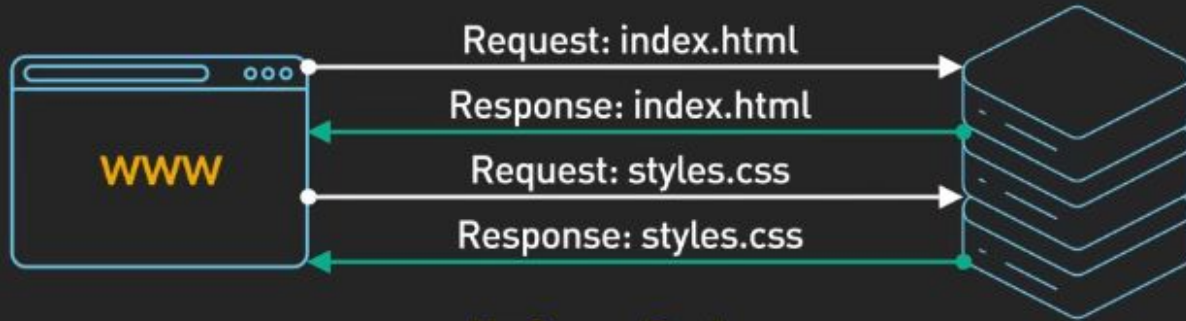 Request: index.html
Response: index.html
WWW
Request: styles.css
Response: styles.css